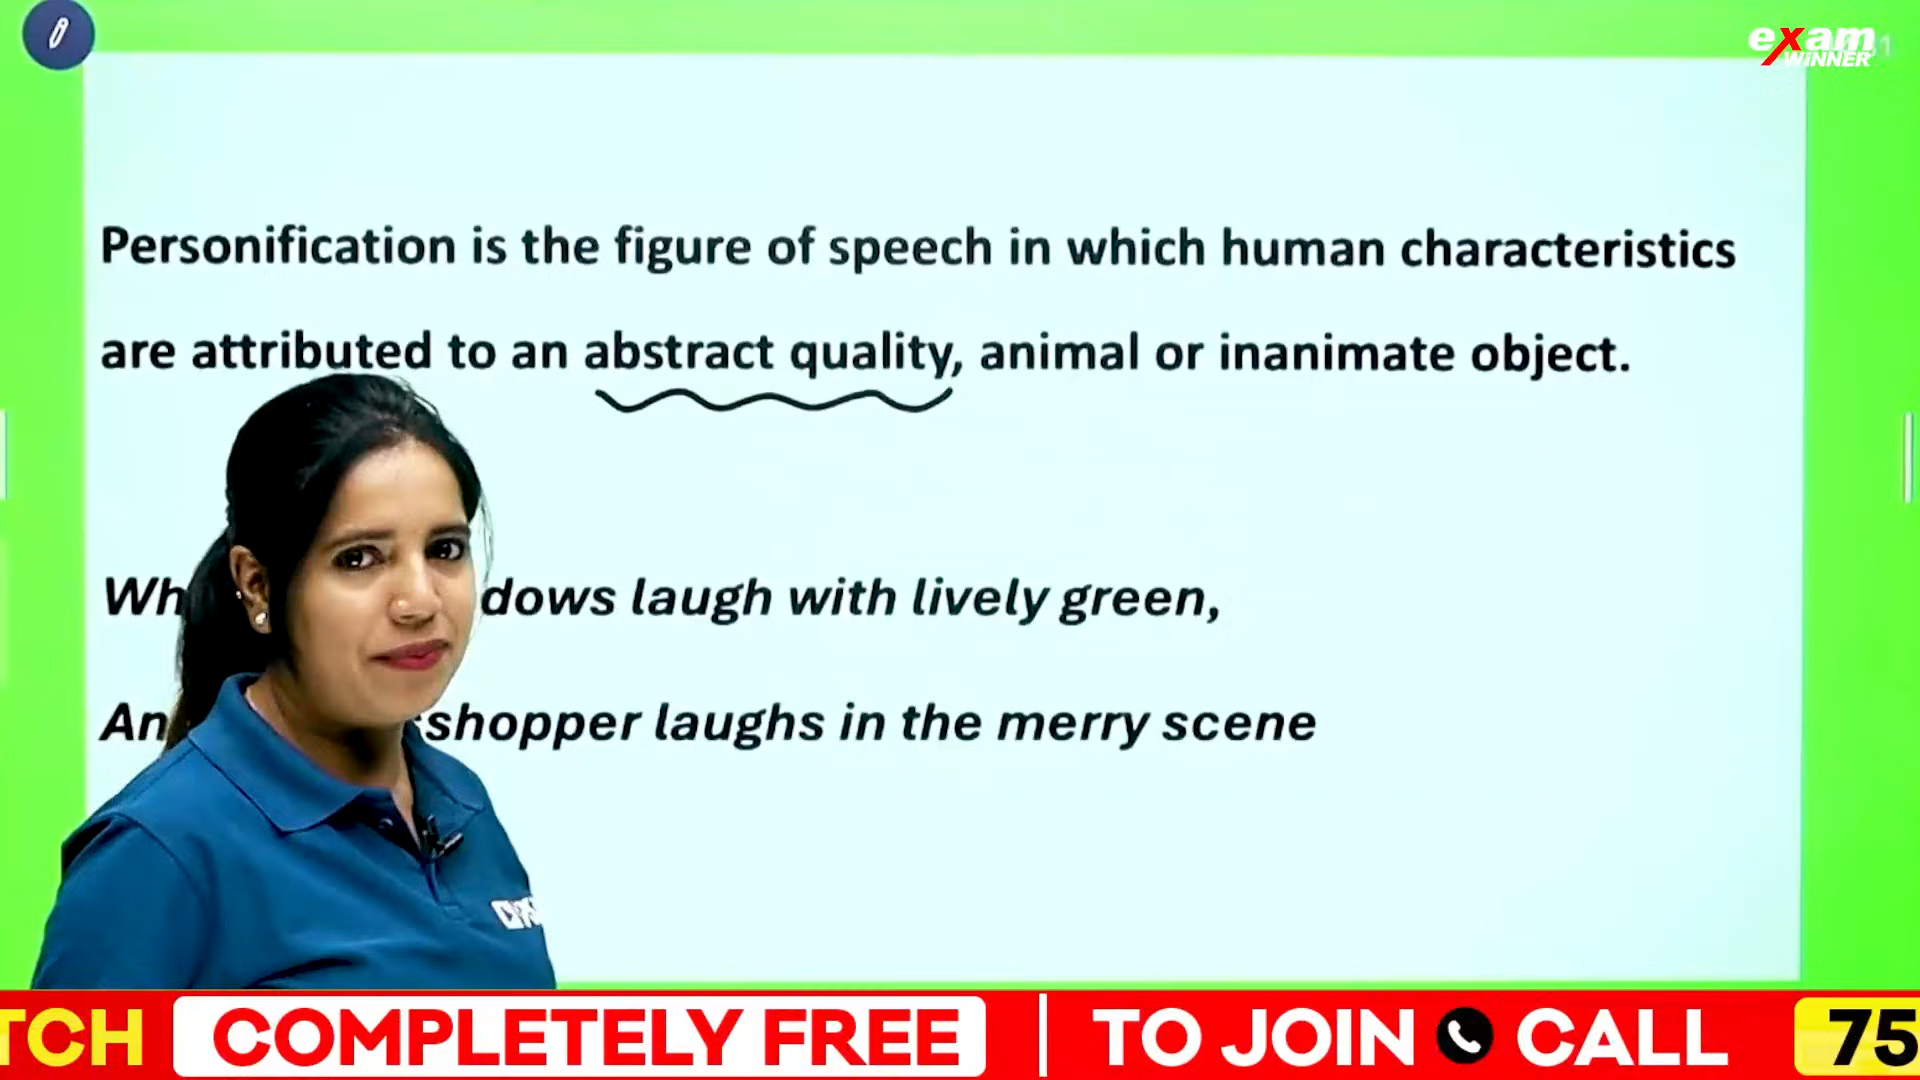 exam
WINNER
Personification is the figure of speech in which human characteristics
are attributed to an abstract quality, animal or inanimate object.
Wh dows laugh with lively green,
An shopper laughs in the merry scene
TCH COMPLETELY FREE TO JOIN CALL 75